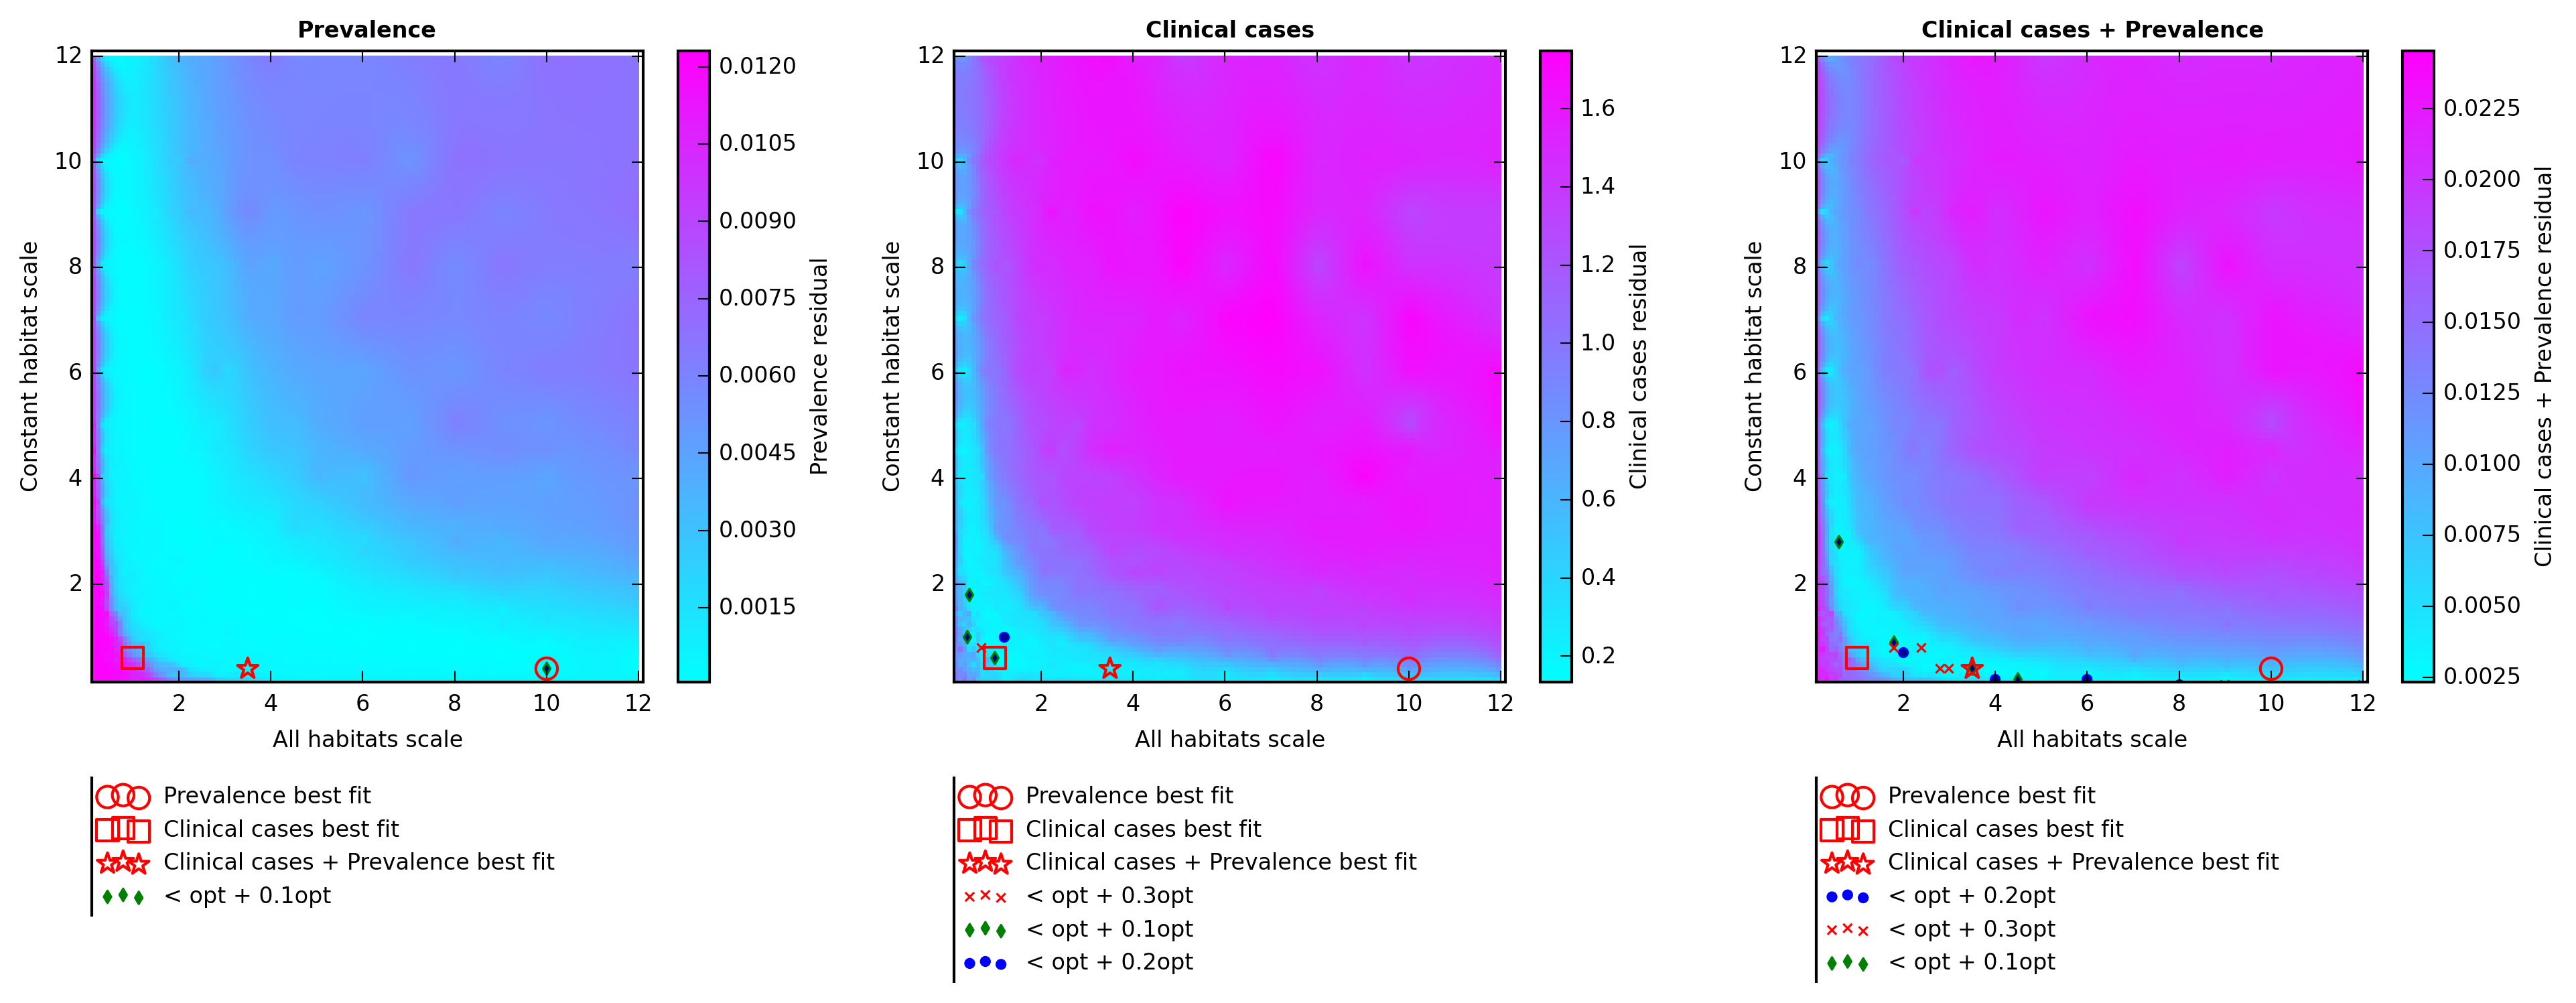 Prevalence
12
10
8
6
4
2
2 4 6 8 10 12
Constant habitat scale
All habitats scale
0.0120
0.0105
0.0090
0.0075
0.0060
0.0045
0.0030
0.0015
Prevalence residual
Prevalence best fit
Clinical cases best fit
Clinical cases + Prevalence best fit
< opt + 0.1opt
Clinical cases
12
10
8
6
4
2
2 4 6 8 10 12
Constant habitat scale
All habitats scale
1.6
1.4
1.2
1.0
0.8
0.6
0.4
0.2
Clinical cases residual
Prevalence best fit
Clinical cases best fit
Clinical cases + Prevalence best fit
< opt + 0.3opt
< opt + 0.1opt
< opt + 0.2opt
Clinical cases + Prevalence
12
10
8
6
4
2
2 4 6 8 10 12
Constant habitat scale
All habitats scale
0.0225
0.0200
0.0175
0.0150
0.0125
0.0100
0.0075
0.0050
0.0025
Clinical cases + Prevalence residual
Prevalence best fit
Clinical cases best fit
Clinical cases + Prevalence best fit
< opt + 0.2opt
< opt + 0.3opt
< opt + 0.1opt